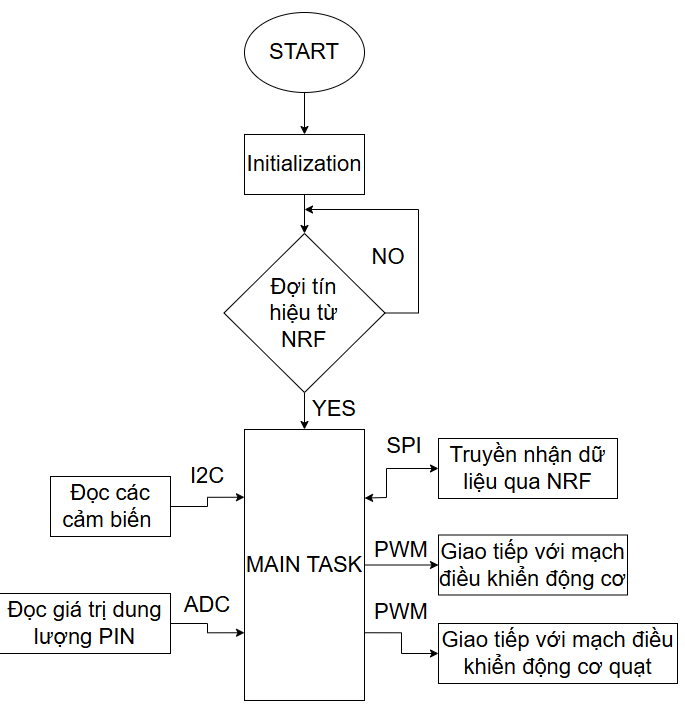 START
Initialization
NO
Đợi tín
hiệu từ
NRF
YES
SPI
Truyền nhận dữ
liệu qua NRF
I2C
Đọc các
cảm biến
MAIN TASK
PWM
Giao tiếp với mạch
điều khiển động cơ
ADC
Đọc giá trị dung
lượng PIN
PWM
Giao tiếp với mạch điều
khiển động cơ quạt